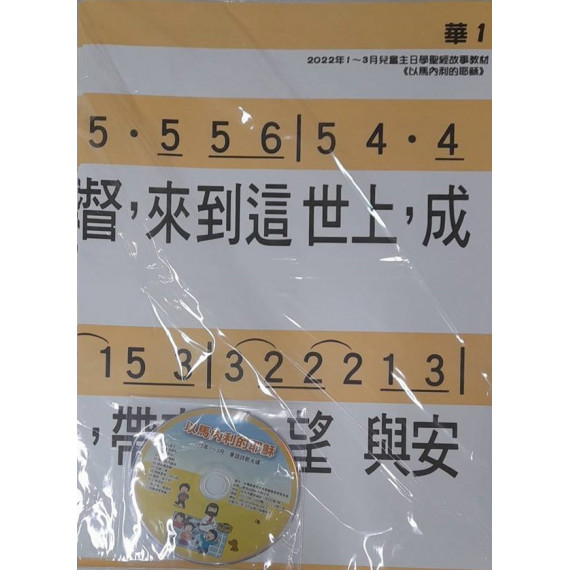 華1
2022年1～3月兒童主日學聖經故事教材
《以馬內利的耶穌》
5 · 5 5 6 | 5 4 · 4
督，來到這世上，成
1 5 3 | 3 2 2 2 1 3 |
，帶 望 與安
以馬內利的耶穌